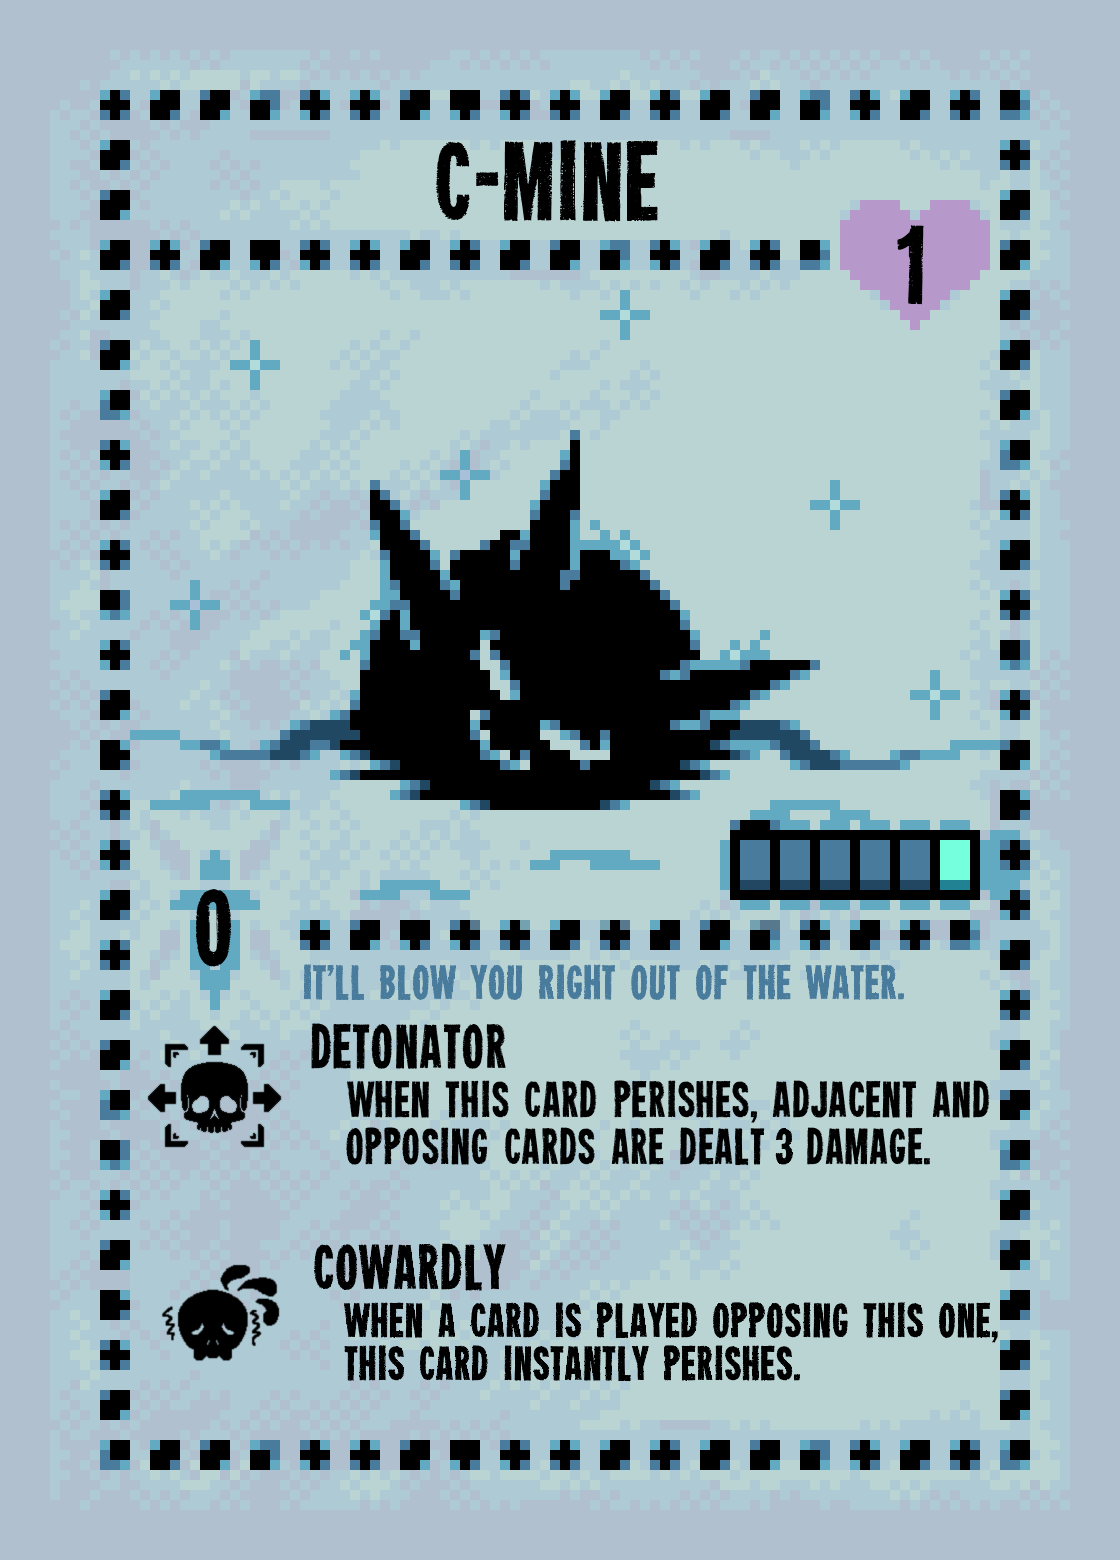 C-MINE
1
0
IT'LL BLOW YOU RIGHT OUT OF THE WATER.
DETONATOR
WHEN THIS CARD PERISHES, ADJACENT AND
OPPOSING CARDS ARE DEALT 3 DAMAGE.
COWARDLY
WHEN A CARD IS PLAYED OPPOSING THIS ONE,
THIS CARD INSTANTLY PERISHES.